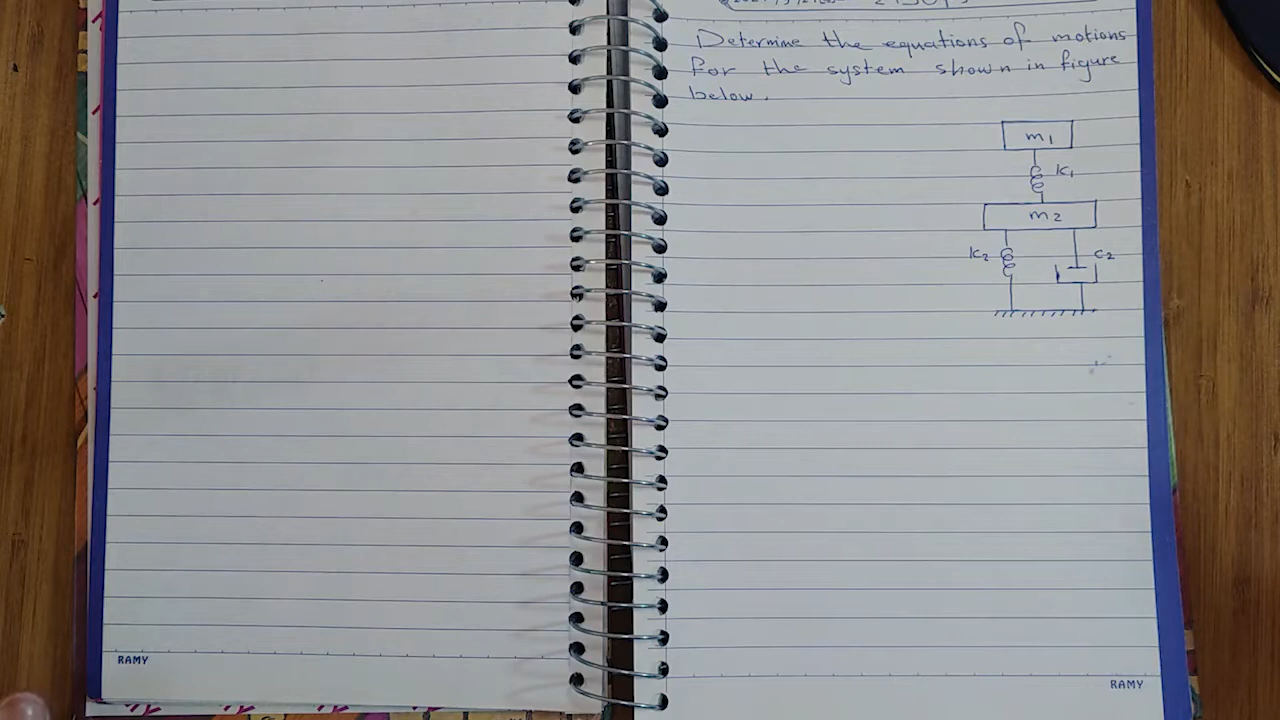 Determine the equations of motions
for the system shown in figure
below.
m1
k1
m2
k2
c2
RAMY
RAMY